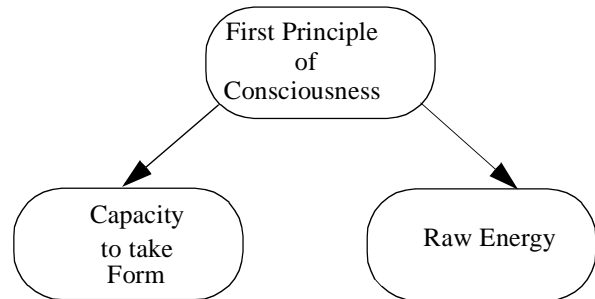 First Principle
of
Consciousness
Capacity
to take
Form
Raw Energy